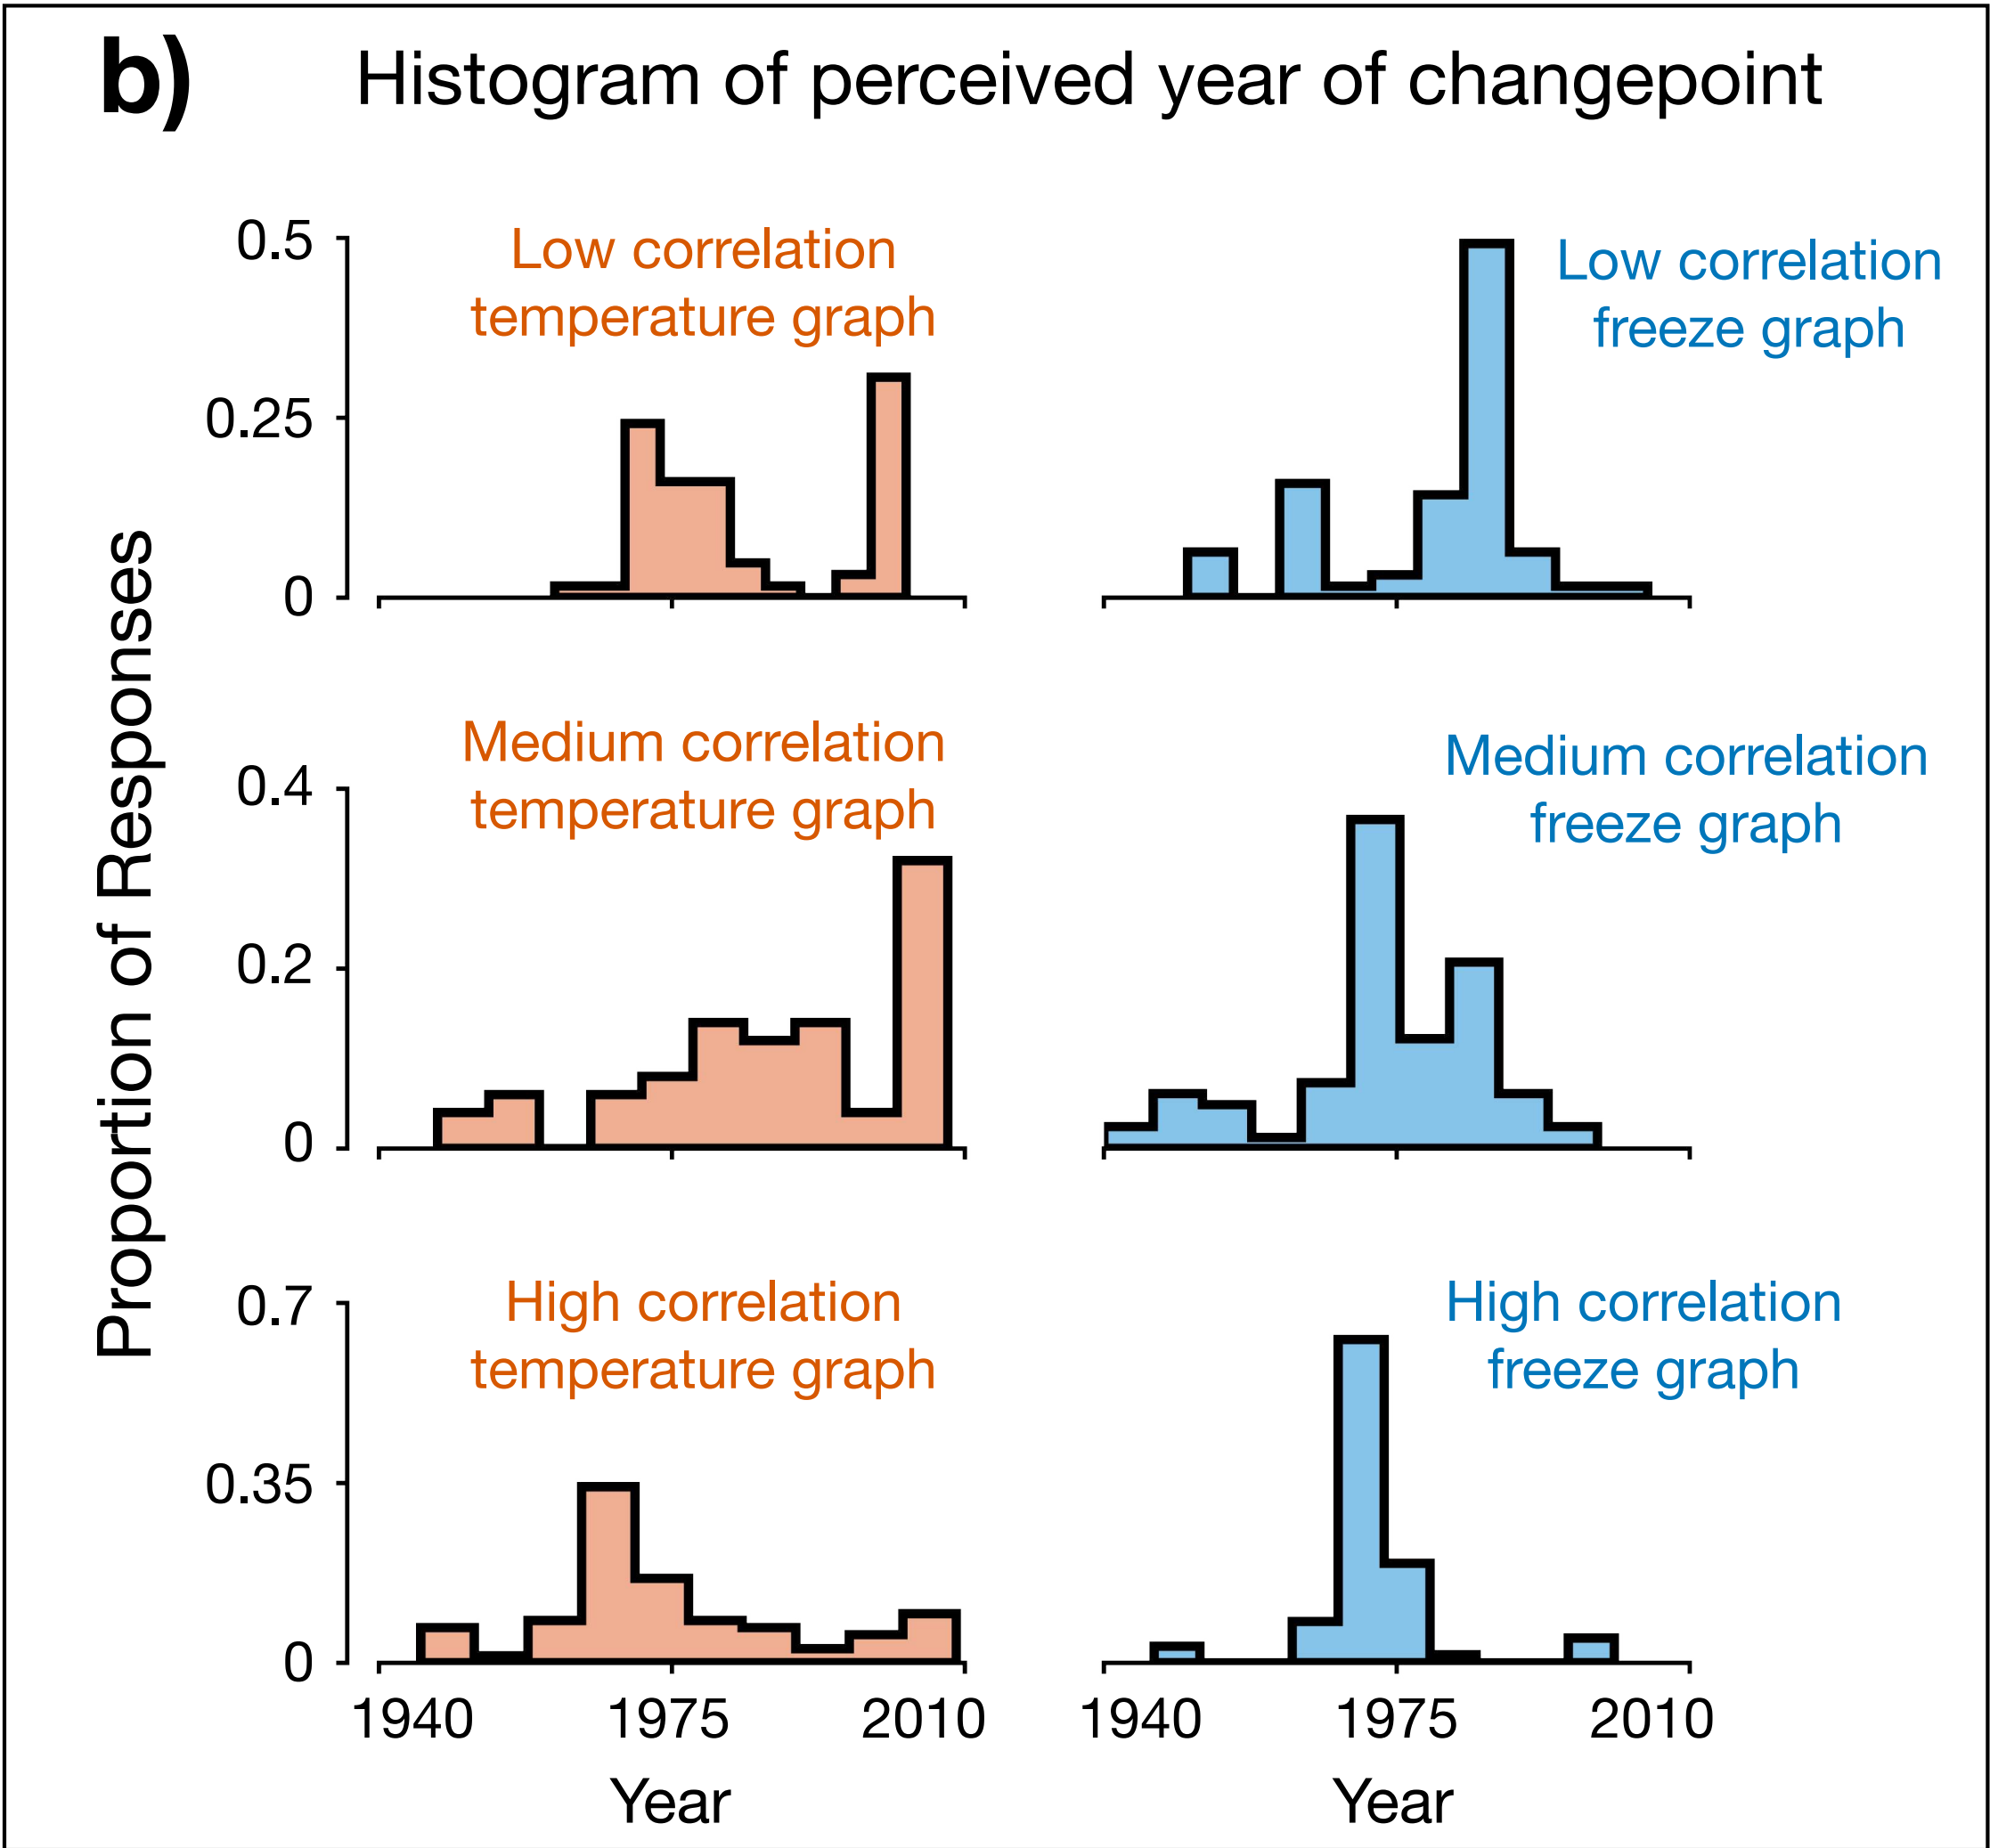 b)
Histogram of perceived year of changepoint
Proportion of Responses
0.5
0.25
0
Low correlation
temperature graph
Low correlation
freeze graph
0.4
0.2
0
Medium correlation
temperature graph
Medium correlation
freeze graph
0.7
0.35
0
High correlation
temperature graph
High correlation
freeze graph
1940 1975 2010
1940 1975 2010
Year
Year